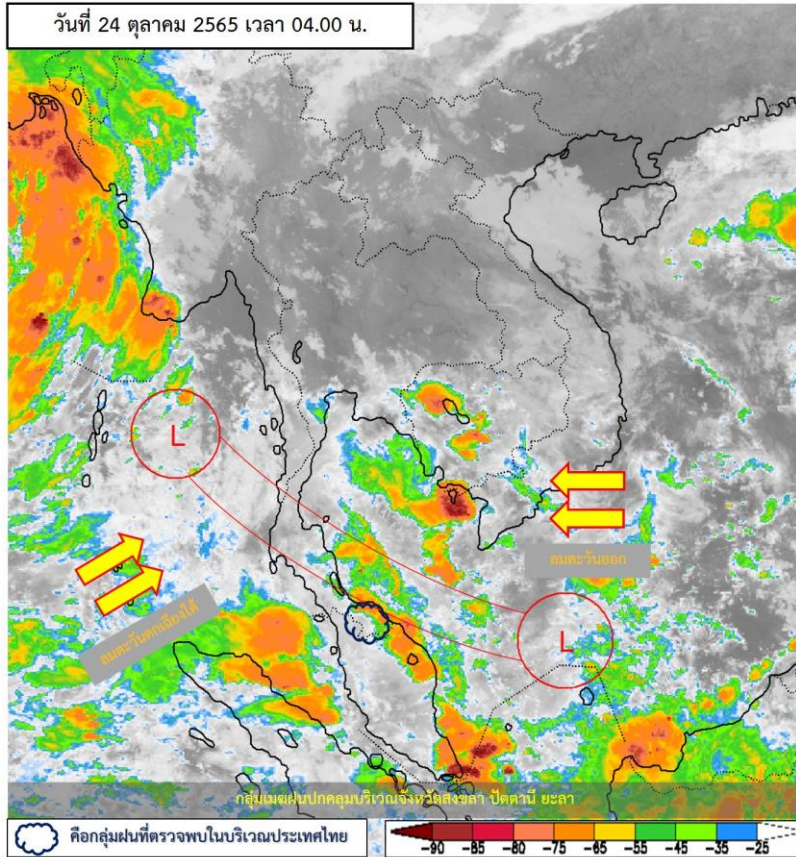 วันที่ 24 ตุลาคม 2565 เวลา 04.00 น.
L
ลมตะวันออก
ลมตะวันตกเฉียงใต้
L
กลุ่มเมฆฝนปกคลุมบริเวณจังหวัดสงขลา ปัตตานี ยะลา
คือกลุ่มฝนที่ตรวจพบในบริเวณประเทศไทย
-90 -85 -80 -75 -65 -55 -45 -35 -25